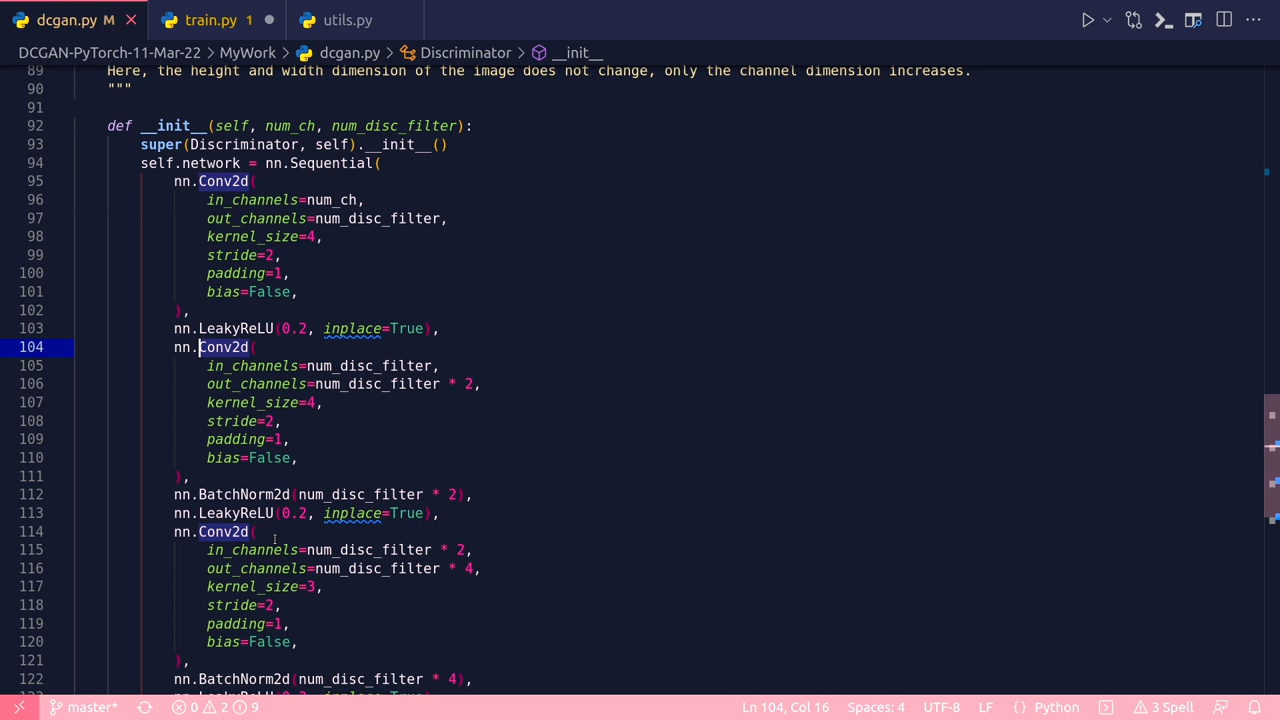 dcgan.py M train.py 1 utils.py
DCGAN-PyTorch-11-Mar-22 > MyWork > dcgan.py > Discriminator > __init__
89 Here, the height and width dimension of the image does not change, only the channel dimension increases.
90 """
91
92 def __init__(self, num_ch, num_disc_filter):
93 super(Discriminator, self).__init__()
94 self.network = nn.Sequential(
95 nn.Conv2d(
96 in_channels=num_ch,
97 out_channels=num_disc_filter,
98 kernel_size=4,
99 stride=2,
100 padding=1,
101 bias=False,
102 ),
103 nn.LeakyReLU(0.2, inplace=True),
104 nn.Conv2d(
105 in_channels=num_disc_filter,
106 out_channels=num_disc_filter * 2,
107 kernel_size=4,
108 stride=2,
109 padding=1,
110 bias=False,
111 ),
112 nn.BatchNorm2d(num_disc_filter * 2),
113 nn.LeakyReLU(0.2, inplace=True),
114 nn.Conv2d(
115 in_channels=num_disc_filter * 2,
116 out_channels=num_disc_filter * 4,
117 kernel_size=3,
118 stride=2,
119 padding=1,
120 bias=False,
121 ),
122 nn.BatchNorm2d(num_disc_filter * 4),
123 nn.LeakyReLU(0.2, inplace=True),
master* 0 2 9 Ln 104, Col 16 Spaces: 4 UTF-8 LF Python 3 Spell